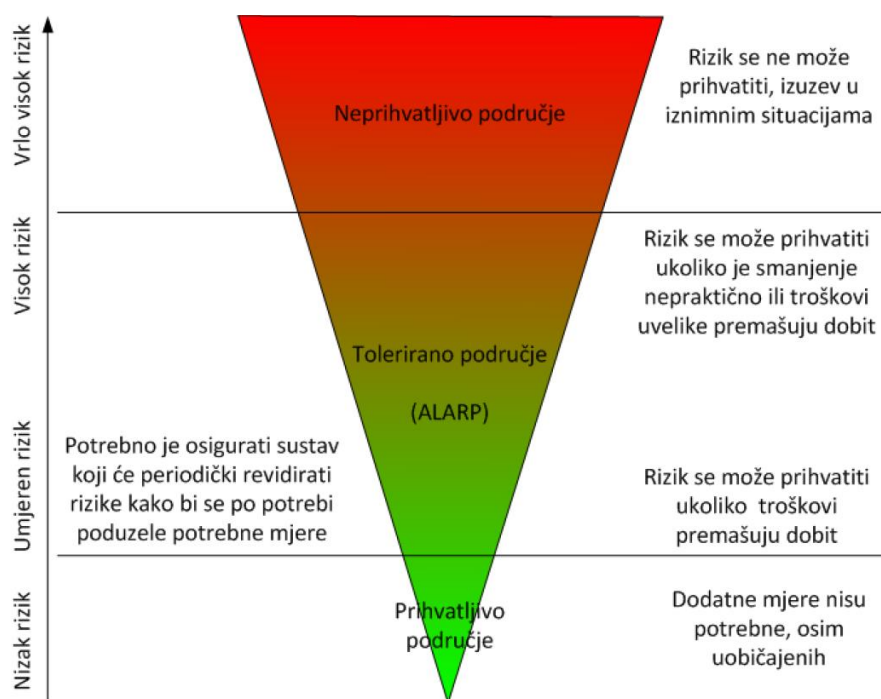 Vrlo visok rizik
Neprihvatljivo područje
Rizik se ne može
prihvatiti, izuzev u
iznimnim situacijama
Visok rizik
Rizik se može prihvatiti
ukoliko je smanjenje
nepraktično ili troškovi
uvelike premašuju dobit
Tolerirano područje
(ALARP)
Umjeren rizik
Potrebno je osigurati sustav
koji će periodički revidirati
rizike kako bi se po potrebi
poduzele potrebne mjere
Rizik se može prihvatiti
ukoliko troškovi
premašuju dobit
Nizak rizik
Prihvatljivo
područje
Dodatne mjere nisu
potrebne, osim
uobičajenih